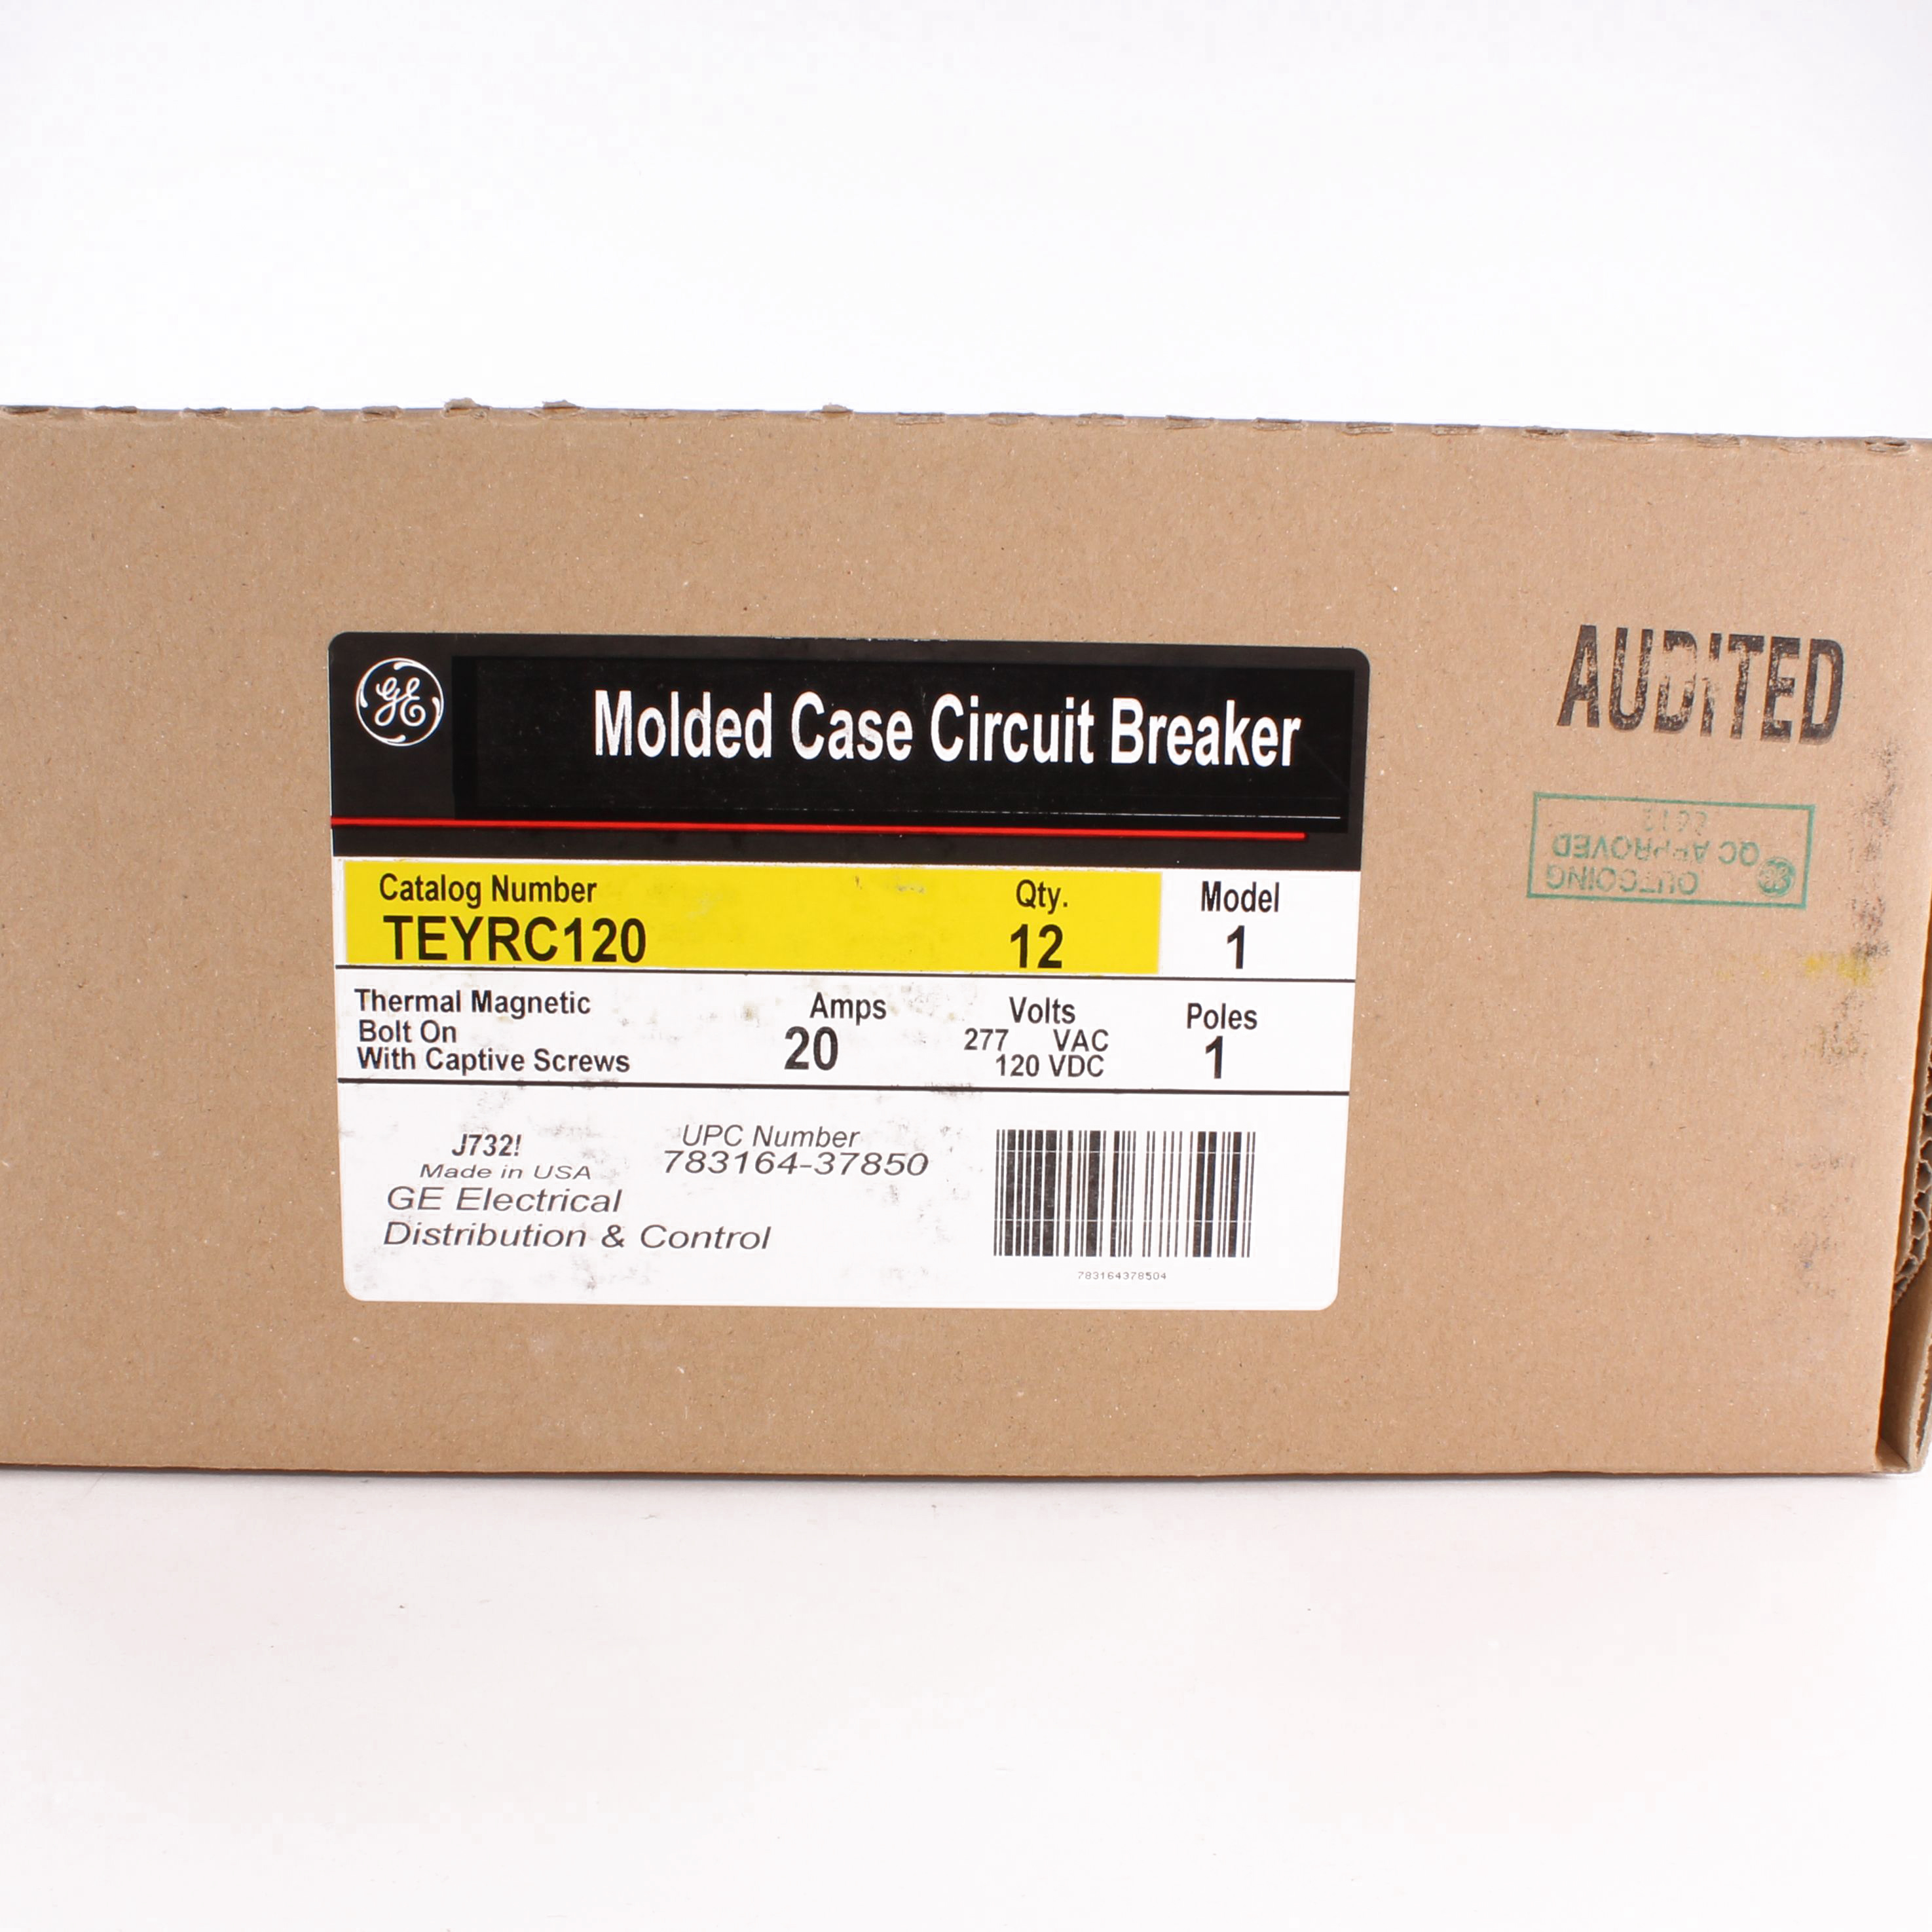 GE
Molded Case Circuit Breaker
Catalog Number Qty. Model
TEYRC120 12 1
Thermal Magnetic Amps Volts Poles
Bolt On 20 277 VAC 1
With Captive Screws 120 VDC
J732!
Made in USA
GE Electrical
Distribution & Control
UPC Number
783164-37850
783164378504
AUDITED
GE OUTGOING
QC APPROVED